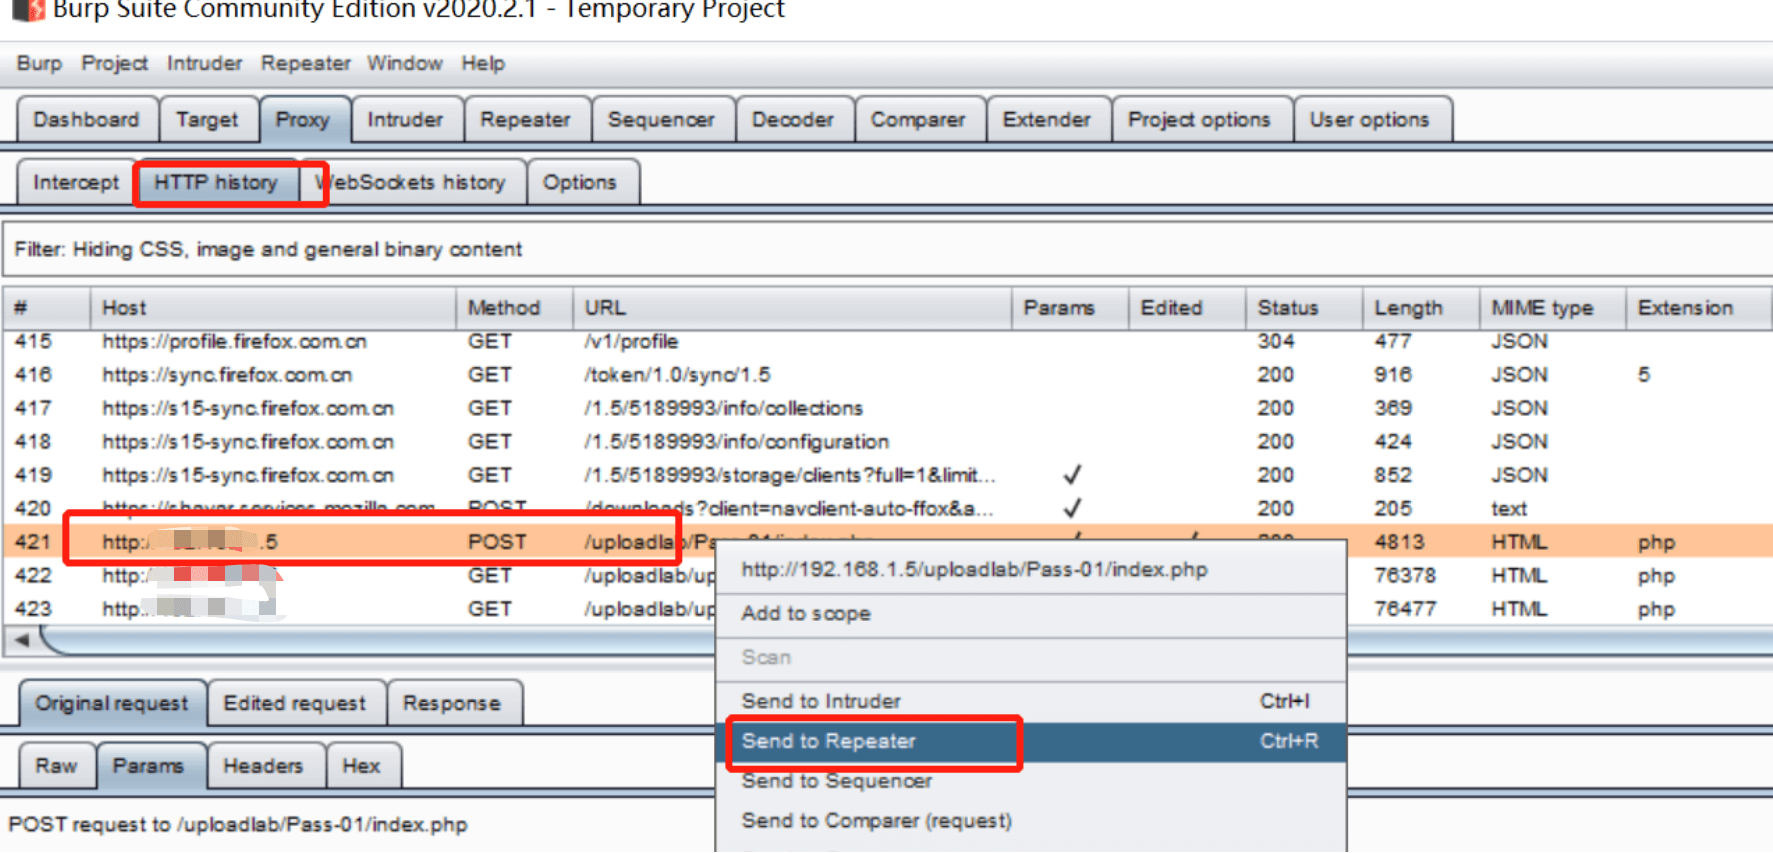 Burp Suite Community Edition v2020.2.1 - Temporary Project
Burp Project Intruder Repeater Window Help
Dashboard Target Proxy Intruder Repeater Sequencer Decoder Comparer Extender Project options User options
Intercept HTTP history WebSockets history Options
Filter: Hiding CSS, image and general binary content
# Host Method URL Params Edited Status Length MIME type Extension
415 https://profile.firefox.com.cn GET /v1/profile 304 477 JSON
416 https://sync.firefox.com.cn GET /token/1.0/sync/1.5 200 916 JSON 5
417 https://s15-sync.firefox.com.cn GET /1.5/5189993/info/collections 200 369 JSON
418 https://s15-sync.firefox.com.cn GET /1.5/5189993/info/configuration 200 424 JSON
419 https://s15-sync.firefox.com.cn GET /1.5/5189993/storage/clients?full=1&limit... ✓ 200 852 JSON
420 https://shavar.services.mozilla.com POST /downloads?client=navclient-auto-ffox&a... ✓ 200 205 text
421 http:/ .5 POST /uploadlab/Pass-01/index.php 200 4813 HTML php
422 http: GET /uploadlab/up 76378 HTML php
423 http: GET /uploadlab/up 76477 HTML php
http://192.168.1.5/uploadlab/Pass-01/index.php
Add to scope
Scan
Send to Intruder Ctrl+I
Send to Repeater Ctrl+R
Send to Sequencer
Send to Comparer (request)
Original request Edited request Response
Raw Params Headers Hex
POST request to /uploadlab/Pass-01/index.php